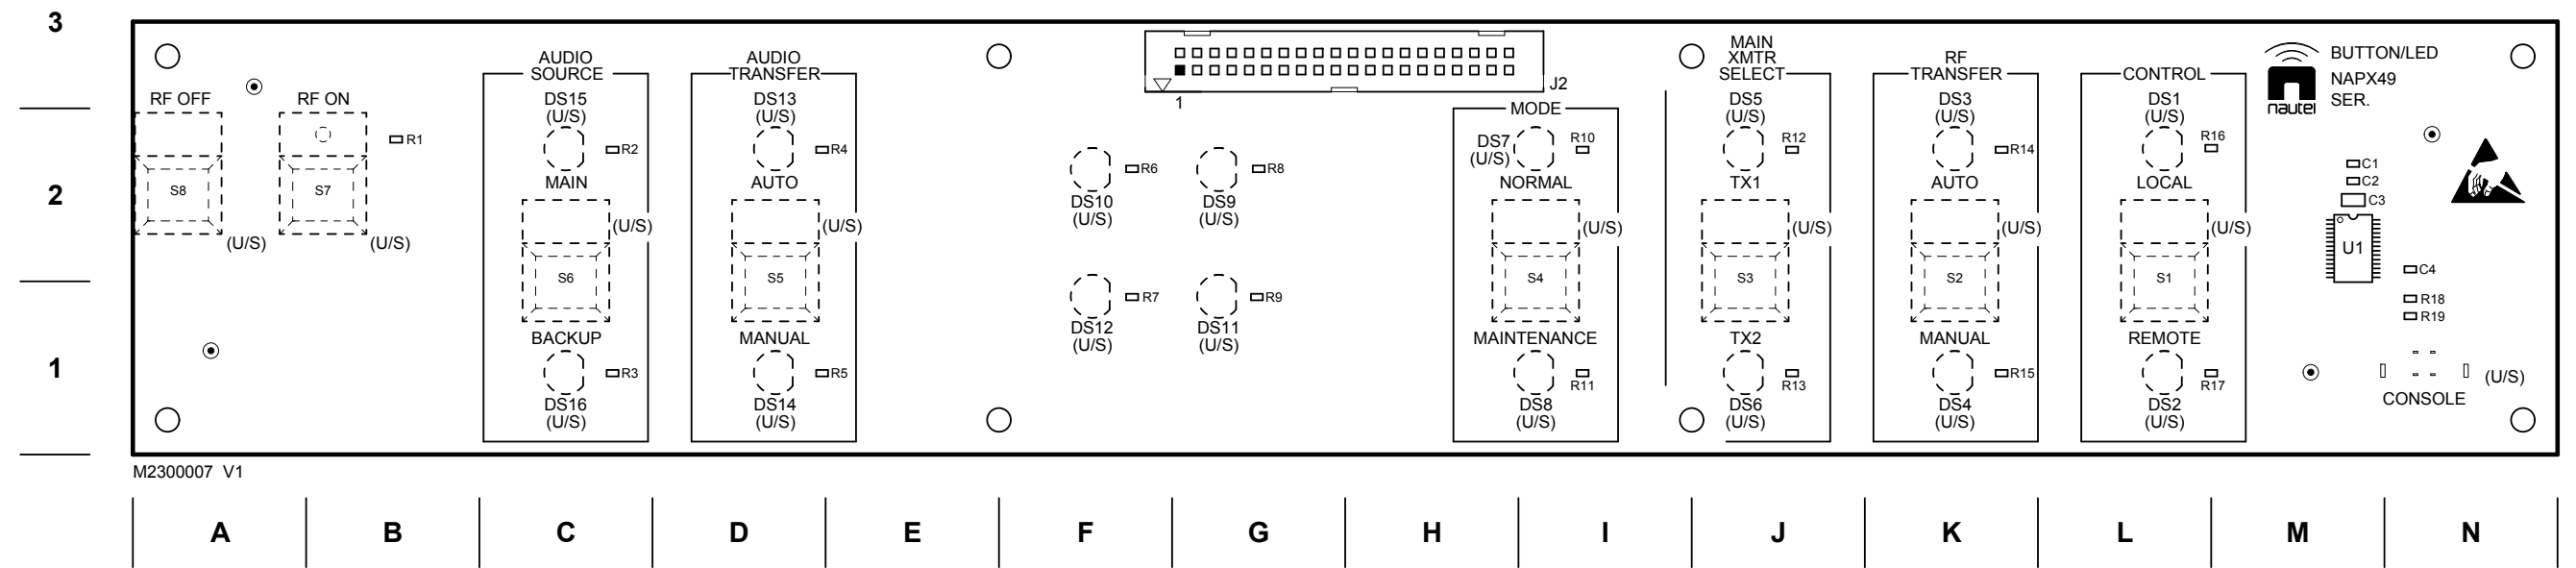 3
AUDIO
SOURCE
AUDIO
TRANSFER
MAIN
XMTR
SELECT
RF
TRANSFER
CONTROL
BUTTON/LED
NAPX49
SER.
nautel
J2
1
RF OFF
RF ON
DS15
(U/S)
DS13
(U/S)
MODE
DS5
(U/S)
DS3
(U/S)
DS1
(U/S)
R1
R2
R4
R6
R8
DS7
(U/S)
R10
R12
R14
R16
C1
C2
C3
2
S8
(U/S)
S7
(U/S)
MAIN
(U/S)
AUTO
(U/S)
DS10
(U/S)
DS9
(U/S)
NORMAL
(U/S)
TX1
(U/S)
AUTO
(U/S)
LOCAL
(U/S)
U1
S6
S5
S4
S3
S2
S1
C4
R18
R19
R7
R9
DS12
(U/S)
DS11
(U/S)
BACKUP
MANUAL
MAINTENANCE
TX2
MANUAL
REMOTE
1
R3
R5
R11
R13
R15
R17
(U/S)
CONSOLE
DS16
(U/S)
DS14
(U/S)
DS8
(U/S)
DS6
(U/S)
DS4
(U/S)
DS2
(U/S)
M2300007 V1
A B C D E F G H I J K L M N